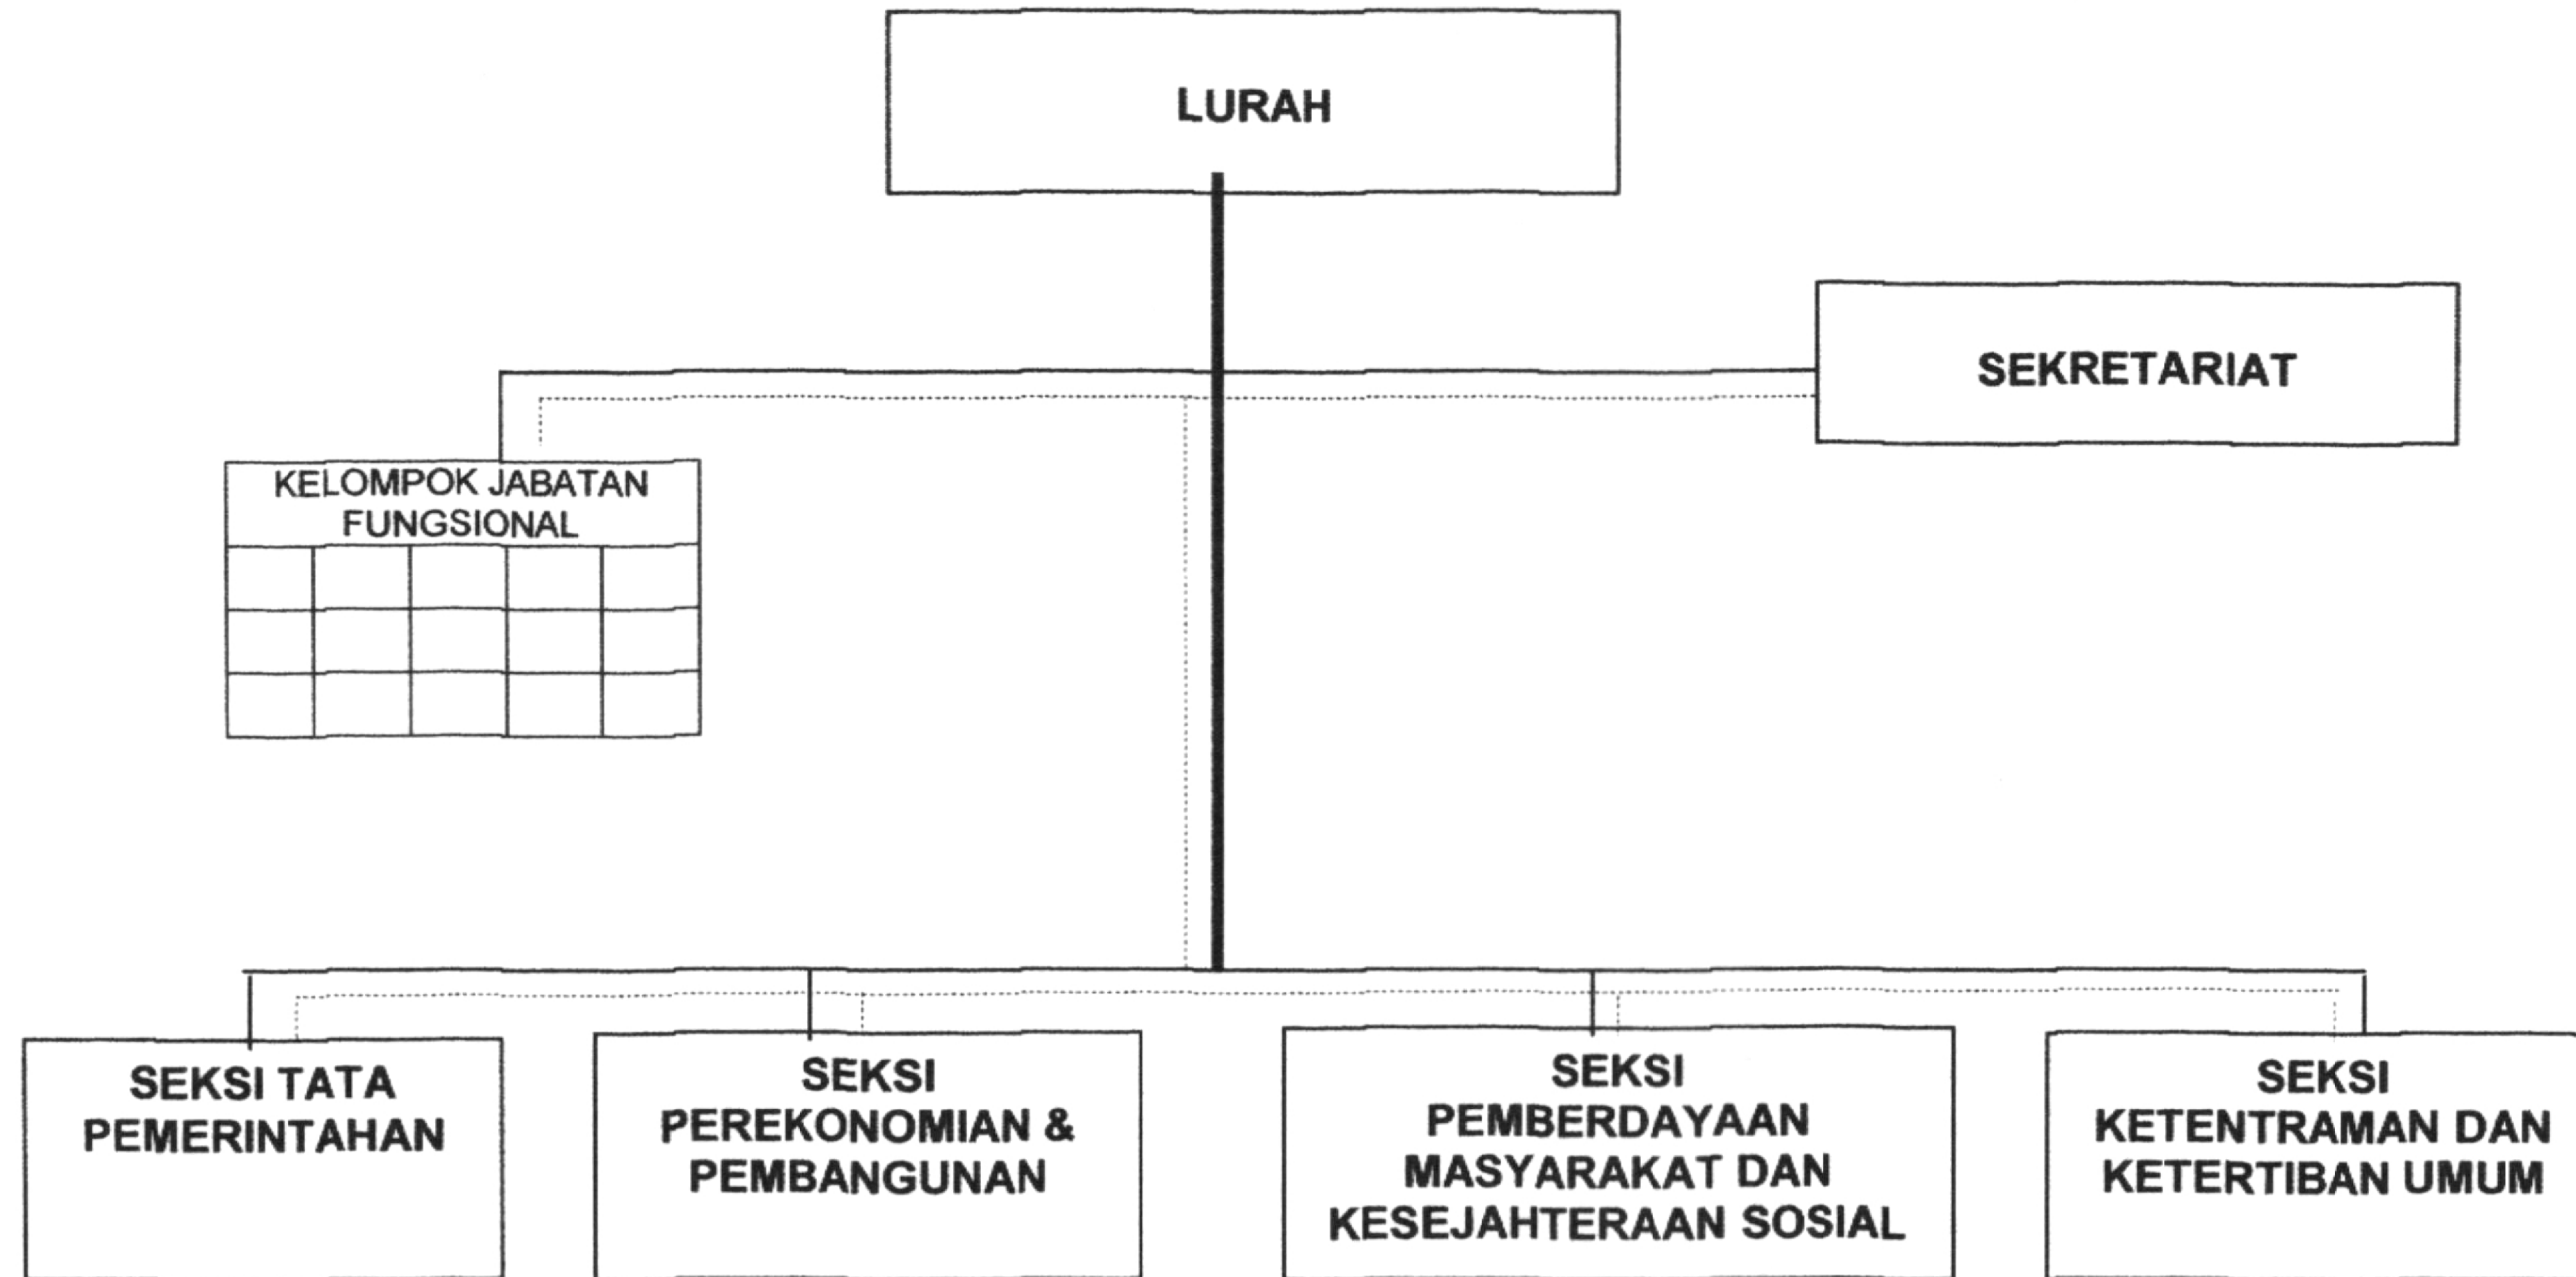 LURAH
SEKRETARIAT
KELOMPOK JABATAN
FUNGSIONAL
SEKSI TATA
PEMERINTAHAN
SEKSI
PEREKONOMIAN &
PEMBANGUNAN
SEKSI
PEMBERDAYAAN
MASYARAKAT DAN
KESEJAHTERAAN SOSIAL
SEKSI
KETENTRAMAN DAN
KETERTIBAN UMUM